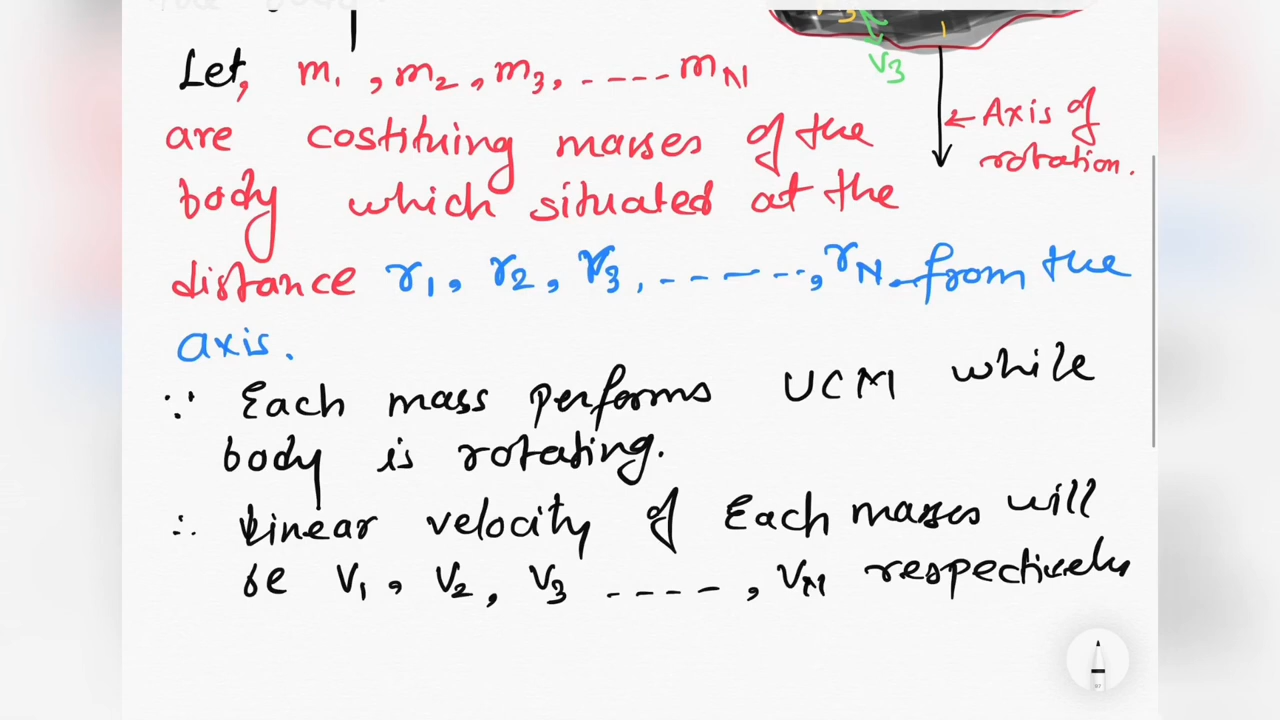 v3
Let, m1, m2, m3, ..... mN
are costituing masses of the
body which situated at the
distance r1, r2, r3, - - - - - .., rN from the
axis.
← Axis of
rotation.
∵ Each mass performs UCM while
body is rotating.
∴ Linear velocity of Each masses will
be v1, v2, v3 - - - - -, vN respectively